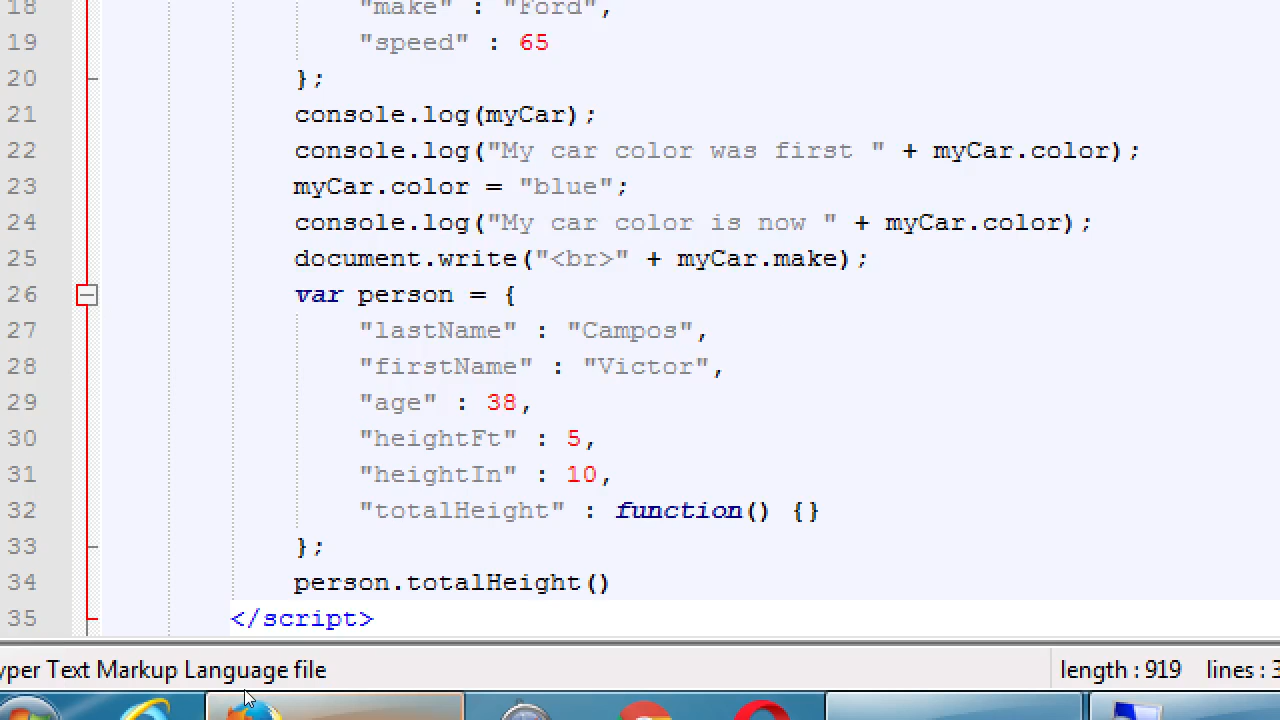 18 "make" : "Ford",
19 "speed" : 65
20 };
21 console.log(myCar);
22 console.log("My car color was first " + myCar.color);
23 myCar.color = "blue";
24 console.log("My car color is now " + myCar.color);
25 document.write("<br>" + myCar.make);
26 var person = {
27 "lastName" : "Campos",
28 "firstName" : "Victor",
29 "age" : 38,
30 "heightFt" : 5,
31 "heightIn" : 10,
32 "totalHeight" : function() {}
33 };
34 person.totalHeight()
35 </script>
yper Text Markup Language file length : 919 lines : 3